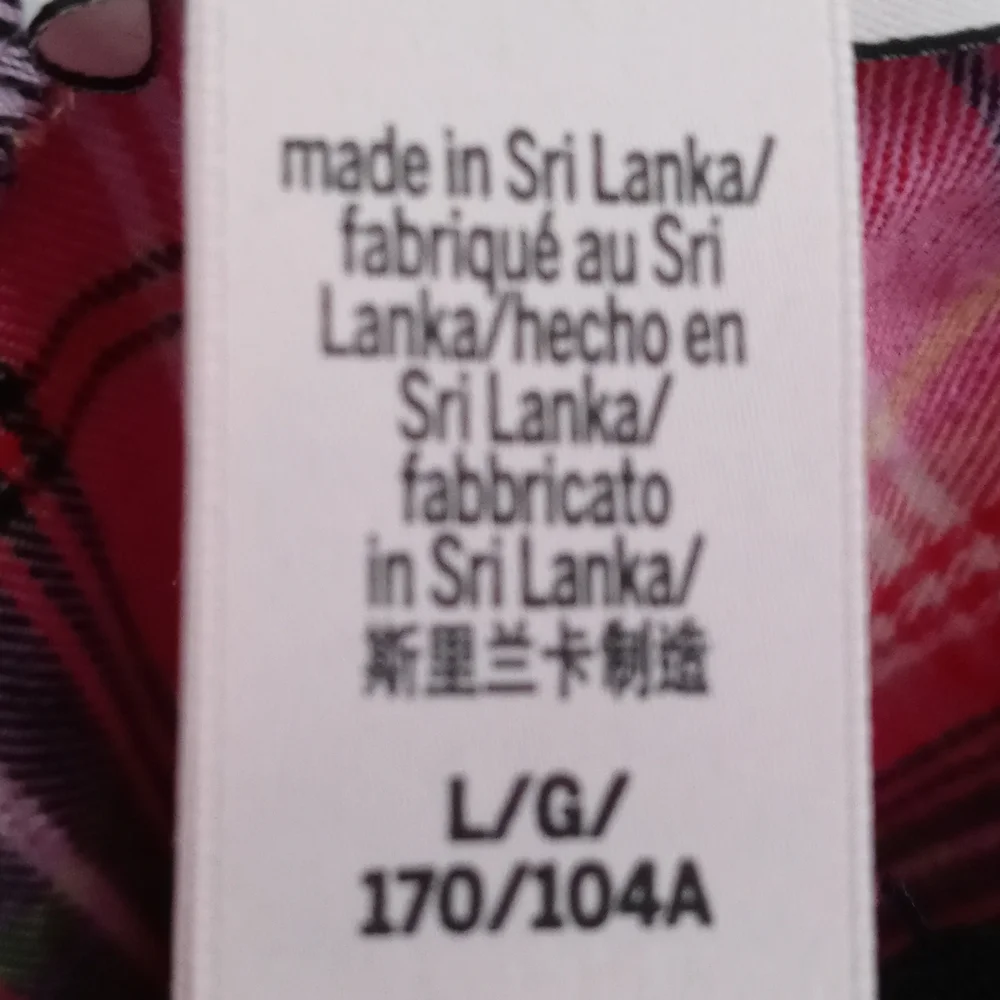 made in Sri Lanka/
fabriqué au Sri
Lanka/hecho en
Sri Lanka/
fabbricato
in Sri Lanka/
斯里兰卡制造
L/G/
170/104A